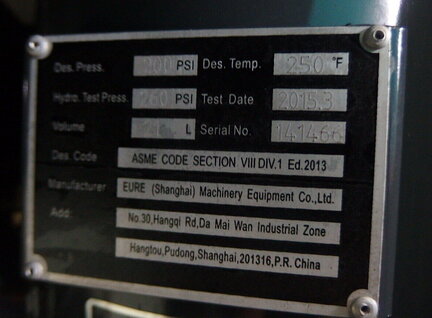 Des. Press. 200 PSI Des. Temp. 250 °F
Hydro. Test Press. 260 PSI Test Date 2015.3
Volume L Serial No. 141466
Des. Code ASME CODE SECTION VIII DIV.1 Ed.2013
Manufacturer EURE (Shanghai) Machinery Equipment Co.,Ltd.
Add: No.30,Hangqi Rd,Da Mai Wan Industrial Zone
Hangtou,Pudong,Shanghai,201316,P.R. China